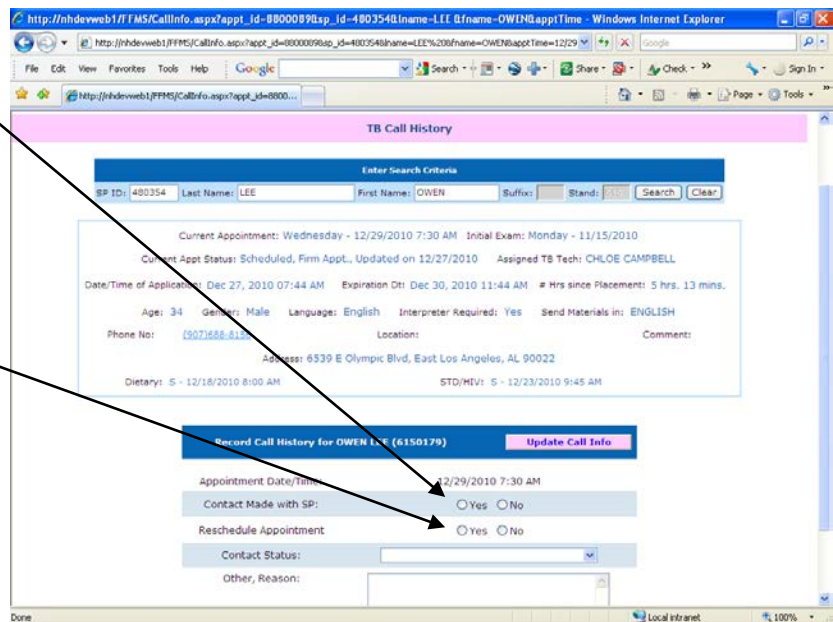 http://nhdevweb1/FFMS/CallInfo.aspx?appt_id=8800089&sp_id=480354&lname=LEE &fname=OWEN&apptTime - Windows Internet Explorer
http://nhdevweb1/FFMS/CallInfo.aspx?appt_id=8800089&sp_id=480354&lname=LEE%20&fname=OWEN&apptTime=12/29 Google
File Edit View Favorites Tools Help Google Search Share Check Sign In
http://nhdevweb1/FFMS/CallInfo.aspx?appt_id=8800... Page Tools
TB Call History
Enter Search Criteria
SP ID: 480354 Last Name: LEE First Name: OWEN Suffix: Stand: Search Clear
Current Appointment: Wednesday - 12/29/2010 7:30 AM Initial Exam: Monday - 11/15/2010
Current Appt Status: Scheduled, Firm Appt., Updated on 12/27/2010 Assigned TB Tech: CHLOE CAMPBELL
Date/Time of Application: Dec 27, 2010 07:44 AM Expiration Dt: Dec 30, 2010 11:44 AM # Hrs since Placement: 5 hrs. 13 mins.
Age: 34 Gender: Male Language: English Interpreter Required: Yes Send Materials in: ENGLISH
Phone No: (907)688-8158 Location: Comment:
Address: 6539 E Olympic Blvd, East Los Angeles, AL 90022
Dietary: S - 12/18/2010 8:00 AM STD/HIV: S - 12/23/2010 9:45 AM
Record Call History for OWEN LEE (6150179) Update Call Info
Appointment Date/Time: 12/29/2010 7:30 AM
Contact Made with SP: Yes No
Reschedule Appointment Yes No
Contact Status:
Other, Reason:
Done Local intranet 100%